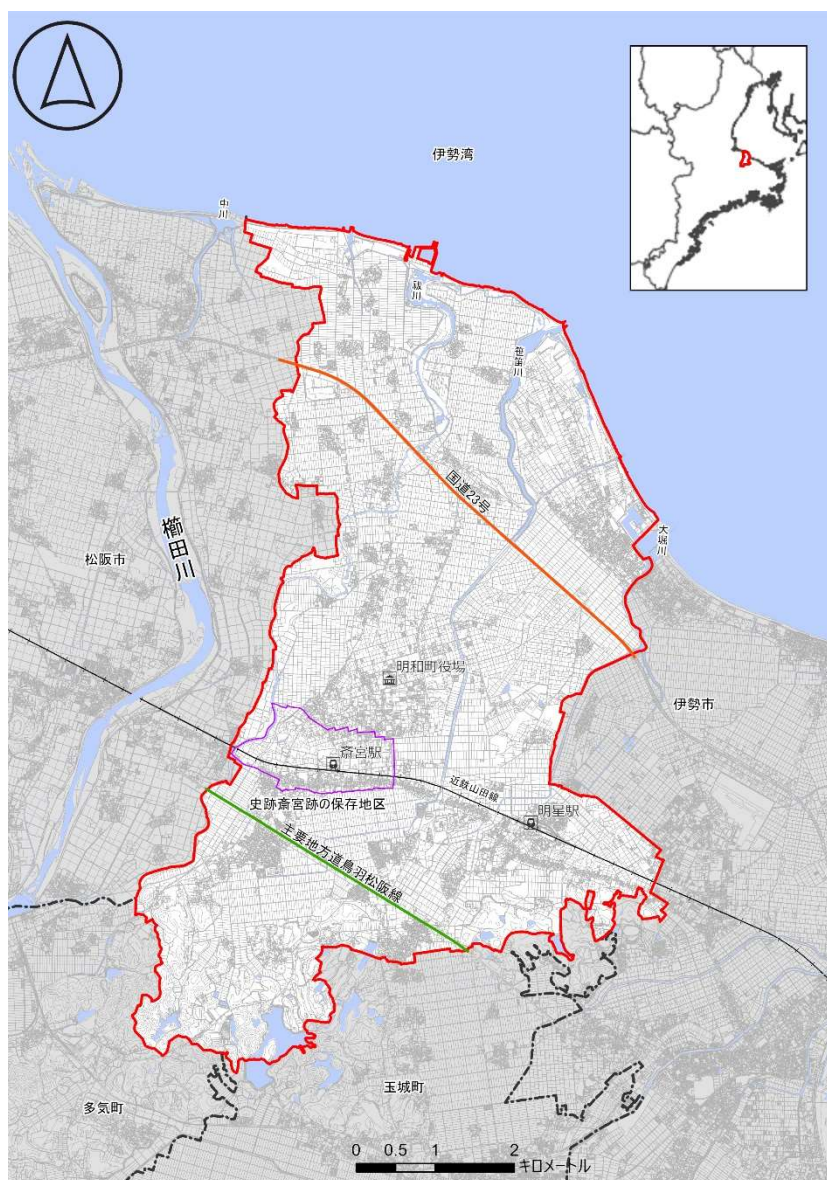 伊勢湾
中川
祓川
笹笛川
国道23号
大堀川
櫛田川
松阪市
明和町役場
伊勢市
斎宮駅
近鉄山田線
史跡斎宮跡の保存地区
明星駅
主要地方道鳥羽松阪線
玉城町
多気町
0 0.5 1 2
キロメートル